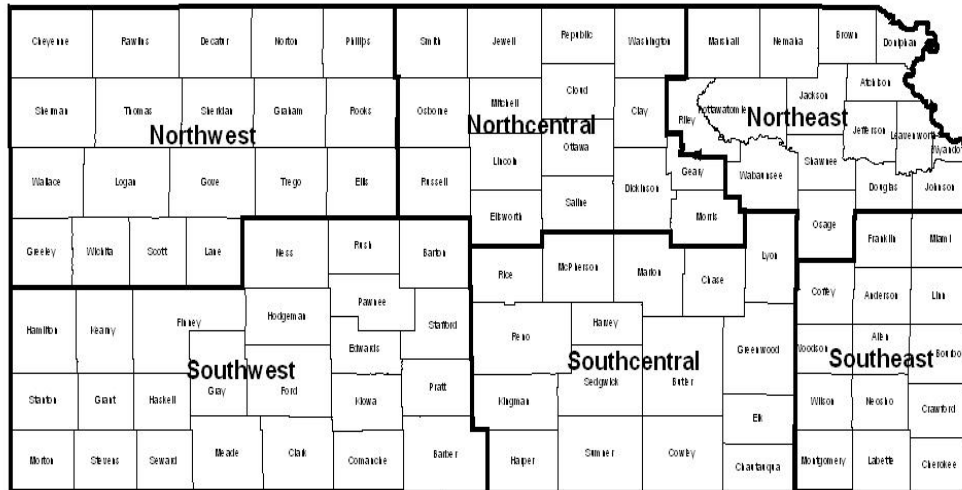 Cheyenne Rawlins Decatur Norton Phillips Smith Jewell Republic Washington Marshall Nemaha Brown Doniphan
Sherman Thomas Sheridan Graham Rooks Osborne Mitchell Cloud Clay Riley Pottawatomie Jackson Atchison
Northwest Northcentral Northeast
Jefferson Leavenworth
Wyandot
Lincoln Ottawa
Wallace Logan Gove Trego Ellis Russell Dickinson Geary Wabaunsee Shawnee
Ellsworth Saline Morris Douglas Johnson
Greeley Wichita Scott Lane Ness Rush Barton Osage Franklin Miami
Rice McPherson Marion Chase Lyon
Hamilton Kearny Finney Hodgeman Pawnee Stafford Coffey Anderson Linn
Reno Harvey Greenwood Woodson Allen Bourbo
Edwards
Southwest Southcentral Southeast
Stanton Grant Haskell Gray Ford Kiowa Pratt Kingman Sedgwick Butler Elk Wilson Neosho Crawford
Morton Stevens Seward Meade Clark Comanche Barber Harper Sumner Cowley Chautauqua Montgomery Labette Cherokee